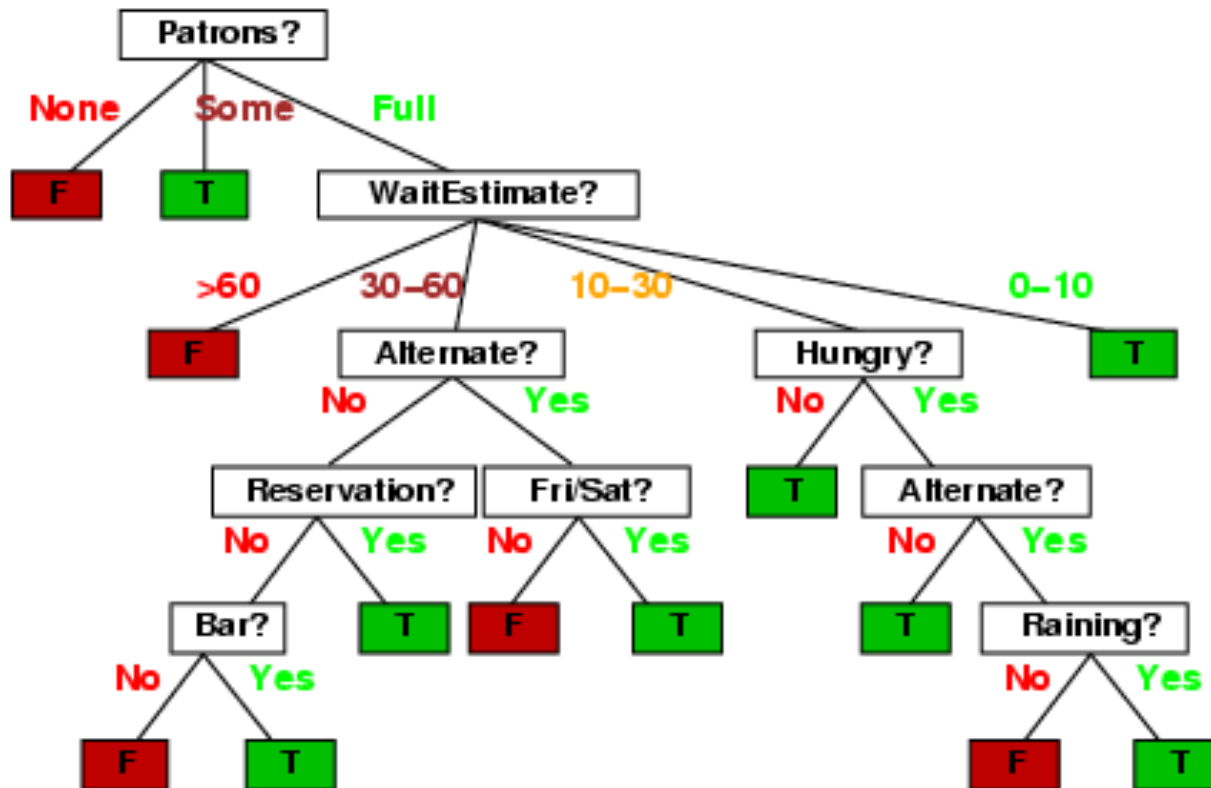 Patrons?
None Some Full
F T WaitEstimate?
>60 30–60 10–30 0–10
F Alternate? Hungry? T
No Yes No Yes
Reservation? Fri/Sat? T Alternate?
No Yes No Yes No Yes
Bar? T F T T Raining?
No Yes No Yes
F T F T